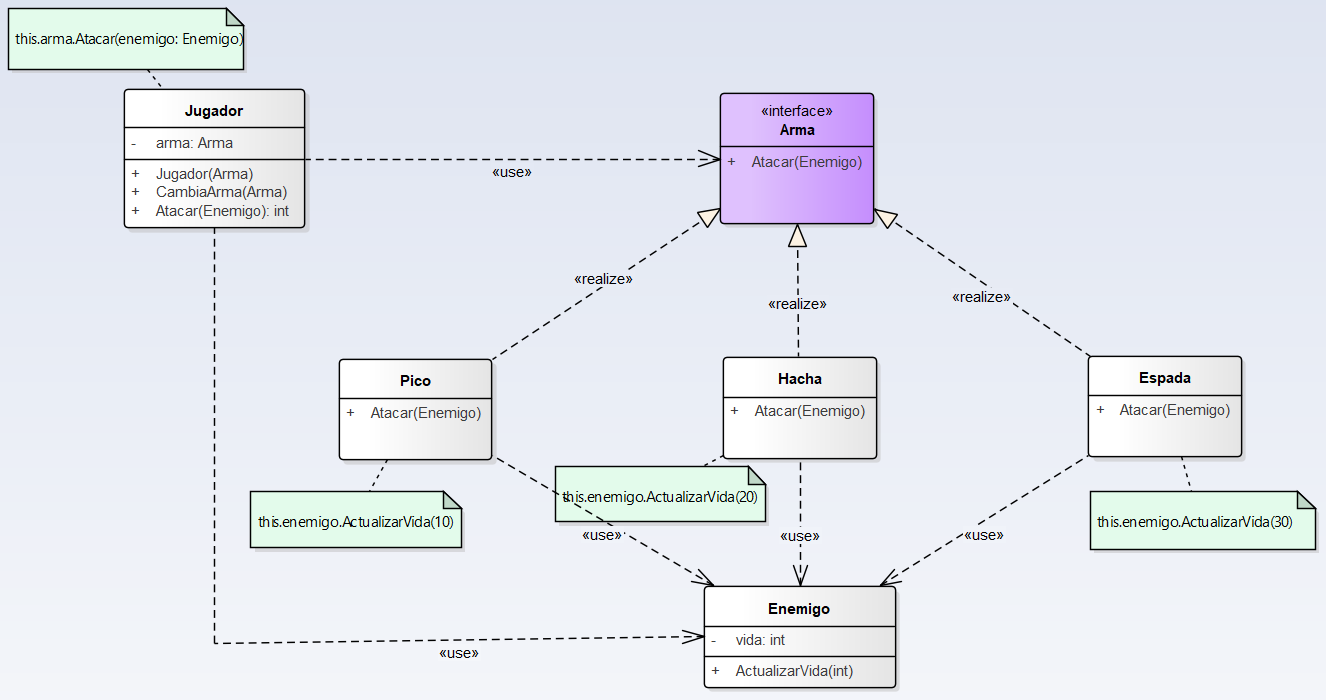 this.arma.Atacar(enemigo: Enemigo)
Jugador
- arma: Arma
+ Jugador(Arma)
+ CambiaArma(Arma)
+ Atacar(Enemigo): int
«use»
«interface»
Arma
+ Atacar(Enemigo)
«realize»
«realize»
«realize»
Pico
+ Atacar(Enemigo)
Hacha
+ Atacar(Enemigo)
Espada
+ Atacar(Enemigo)
this.enemigo.ActualizarVida(10)
this.enemigo.ActualizarVida(20)
this.enemigo.ActualizarVida(30)
«use»
«use»
«use»
Enemigo
- vida: int
+ ActualizarVida(int)
«use»